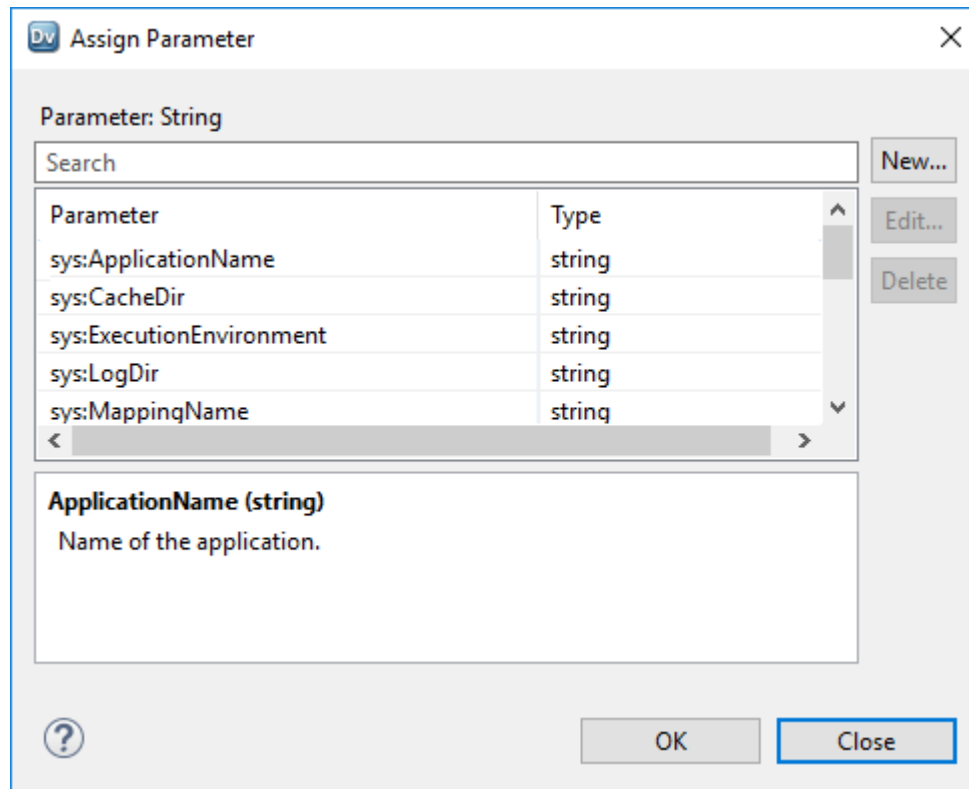 Dv Assign Parameter
Parameter: String
Search
New...
Parameter Type
Edit...
sys:ApplicationName string
Delete
sys:CacheDir string
sys:ExecutionEnvironment string
sys:LogDir string
sys:MappingName string
ApplicationName (string)
Name of the application.
? OK Close